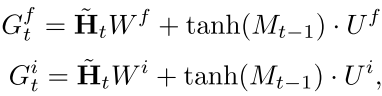 $G_t^f = \tilde{\mathbf{H}}_t W^f + \tanh(M_{t-1}) \cdot U^f$
$G_t^i = \tilde{\mathbf{H}}_t W^i + \tanh(M_{t-1}) \cdot U^i,$